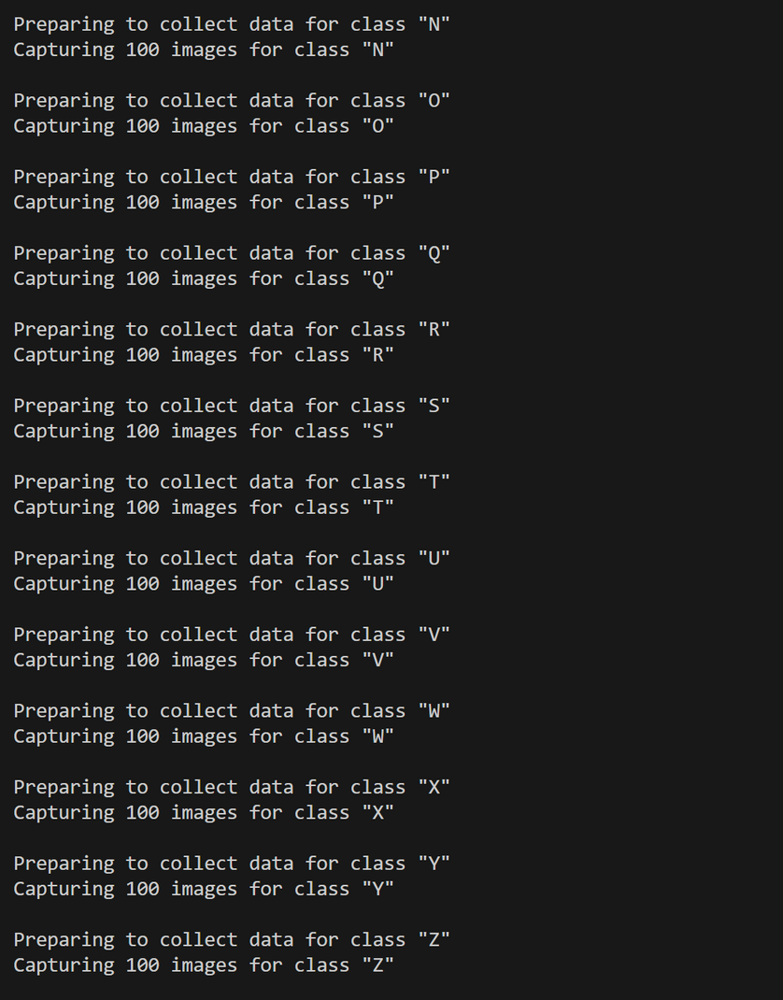 Preparing to collect data for class "N"
Capturing 100 images for class "N"
Preparing to collect data for class "O"
Capturing 100 images for class "O"
Preparing to collect data for class "P"
Capturing 100 images for class "P"
Preparing to collect data for class "Q"
Capturing 100 images for class "Q"
Preparing to collect data for class "R"
Capturing 100 images for class "R"
Preparing to collect data for class "S"
Capturing 100 images for class "S"
Preparing to collect data for class "T"
Capturing 100 images for class "T"
Preparing to collect data for class "U"
Capturing 100 images for class "U"
Preparing to collect data for class "V"
Capturing 100 images for class "V"
Preparing to collect data for class "W"
Capturing 100 images for class "W"
Preparing to collect data for class "X"
Capturing 100 images for class "X"
Preparing to collect data for class "Y"
Capturing 100 images for class "Y"
Preparing to collect data for class "Z"
Capturing 100 images for class "Z"